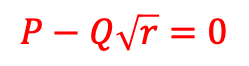 P − Q√r = 0